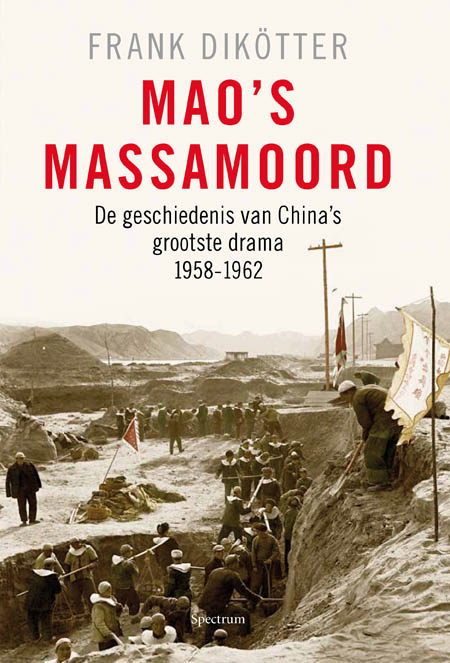 FRANK DIKÖTTER
MAO'S
MASSAMOORD
De geschiedenis van China's
grootste drama
1958-1962
Spectrum